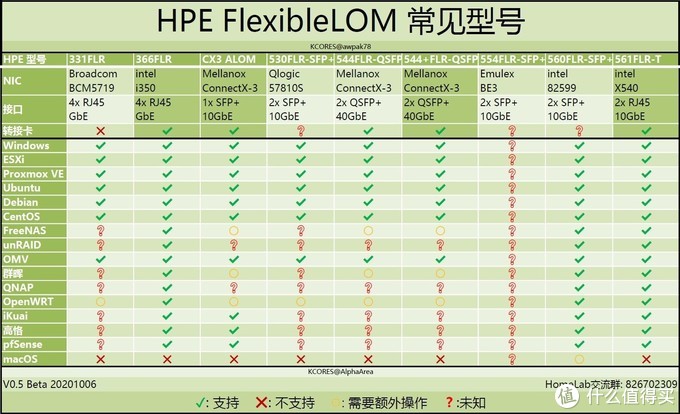 HPE FlexibleLOM 常见型号
KCORES@awpak78
HPE 型号 331FLR 366FLR CX3 ALOM 530FLR-SFP+ 544FLR-QSFP 544+FLR-QSFP 554FLR-SFP+ 560FLR-SFP+ 561FLR-T
NIC Broadcom BCM5719 intel i350 Mellanox ConnectX-3 Qlogic 57810S Mellanox ConnectX-3 Mellanox ConnectX-3 Emulex BE3 intel 82599 intel X540
接口 4x RJ45 GbE 4x RJ45 GbE 1x SFP+ 10GbE 2x SFP+ 10GbE 2x QSFP+ 40GbE 2x QSFP+ 40GbE 2x SFP+ 10GbE 2x SFP+ 10GbE 2x RJ45 10GbE
转接卡 ✗ ✓ ✓ ? ✓ ✓ ? ? ✓
Windows ✓ ✓ ✓ ✓ ✓ ✓ ? ✓ ✓
ESXi ✓ ✓ ✓ ✓ ✓ ✓ ? ✓ ✓
Proxmox VE ✓ ✓ ✓ ✓ ✓ ✓ ? ✓ ✓
Ubuntu ✓ ✓ ✓ ✓ ✓ ✓ ? ✓ ✓
Debian ✓ ✓ ✓ ✓ ✓ ✓ ? ✓ ✓
CentOS ✓ ✓ ✓ ✓ ✓ ✓ ? ✓ ✓
FreeNAS ? ✓ ○ ? ○ ○ ? ✓ ✓
unRAID ? ✓ ? ? ? ? ? ✓ ✓
OMV ✓ ✓ ✓ ✓ ✓ ✓ ? ✓ ✓
群晖 ? ✓ ○ ? ○ ○ ? ✓ ✓
QNAP ? ✓ ? ? ? ? ? ✓ ✓
OpenWRT ○ ✓ ○ ? ○ ○ ? ✓ ✓
iKuai ? ✓ ✓ ? ? ? ? ✓ ✓
高恪 ? ✓ ✓ ? ? ? ? ✓ ✓
pfSense ? ✓ ✓ ? ? ? ? ✓ ✓
macOS ✗ ✗ ✗ ✗ ✗ ✗ ? ○ ✗
KCORES@AlphaArea
V0.5 Beta 20201006 HomeLab交流群: 826702309
✓: 支持 ✗: 不支持 ○: 需要额外操作 ?: 未知
值 什么值得买